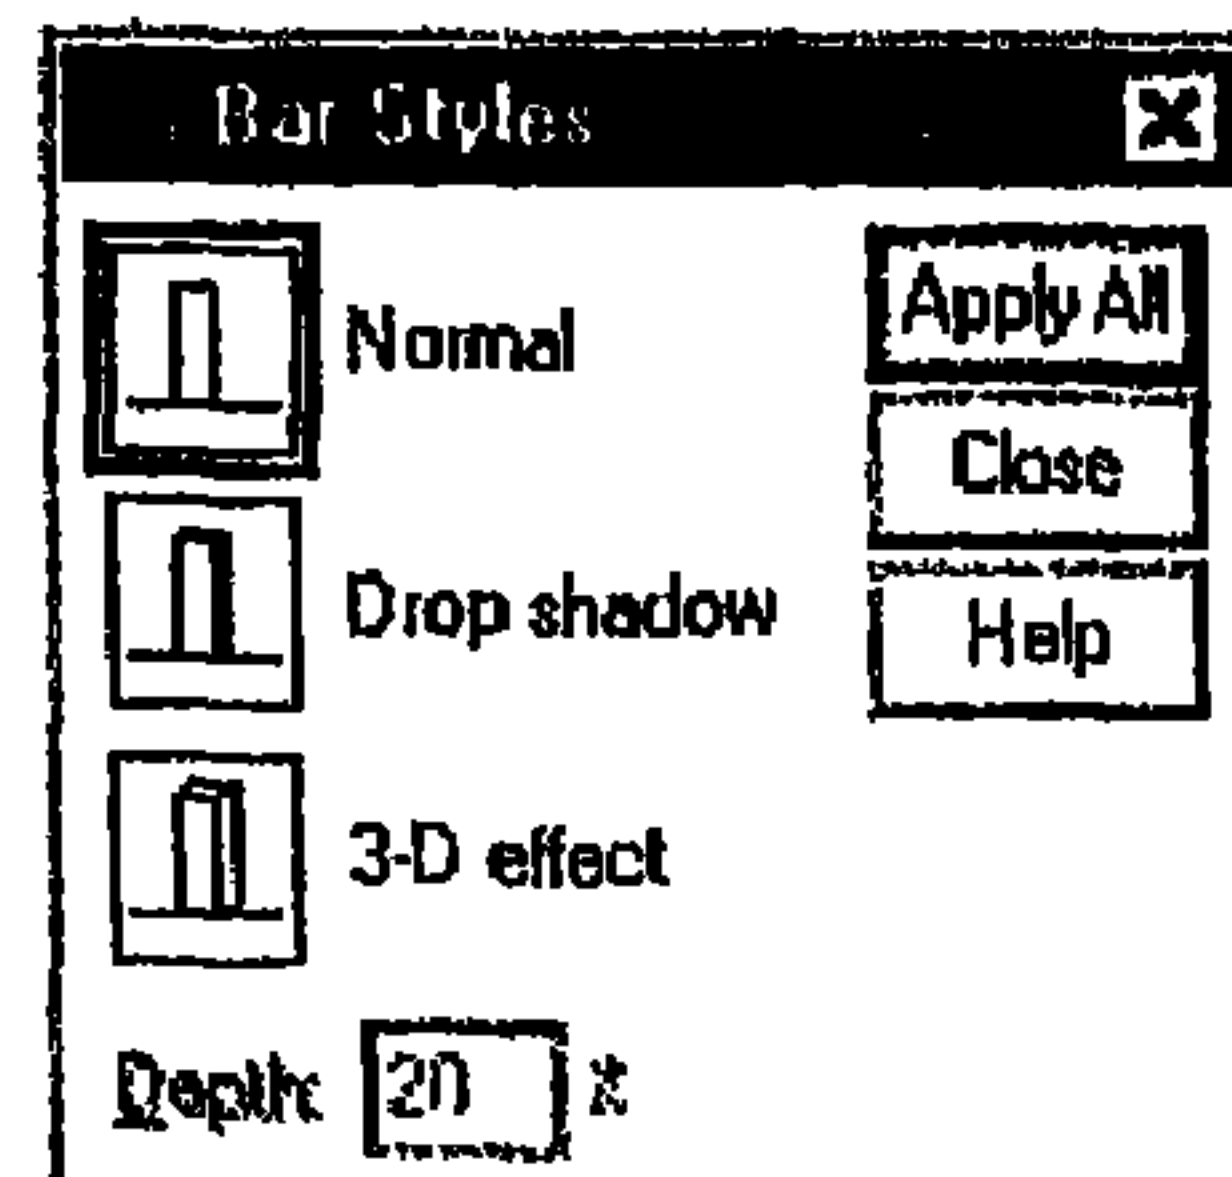 Bar Styles
Normal
Apply All
Close
Drop shadow
Help
3-D effect
Depth: 20 %